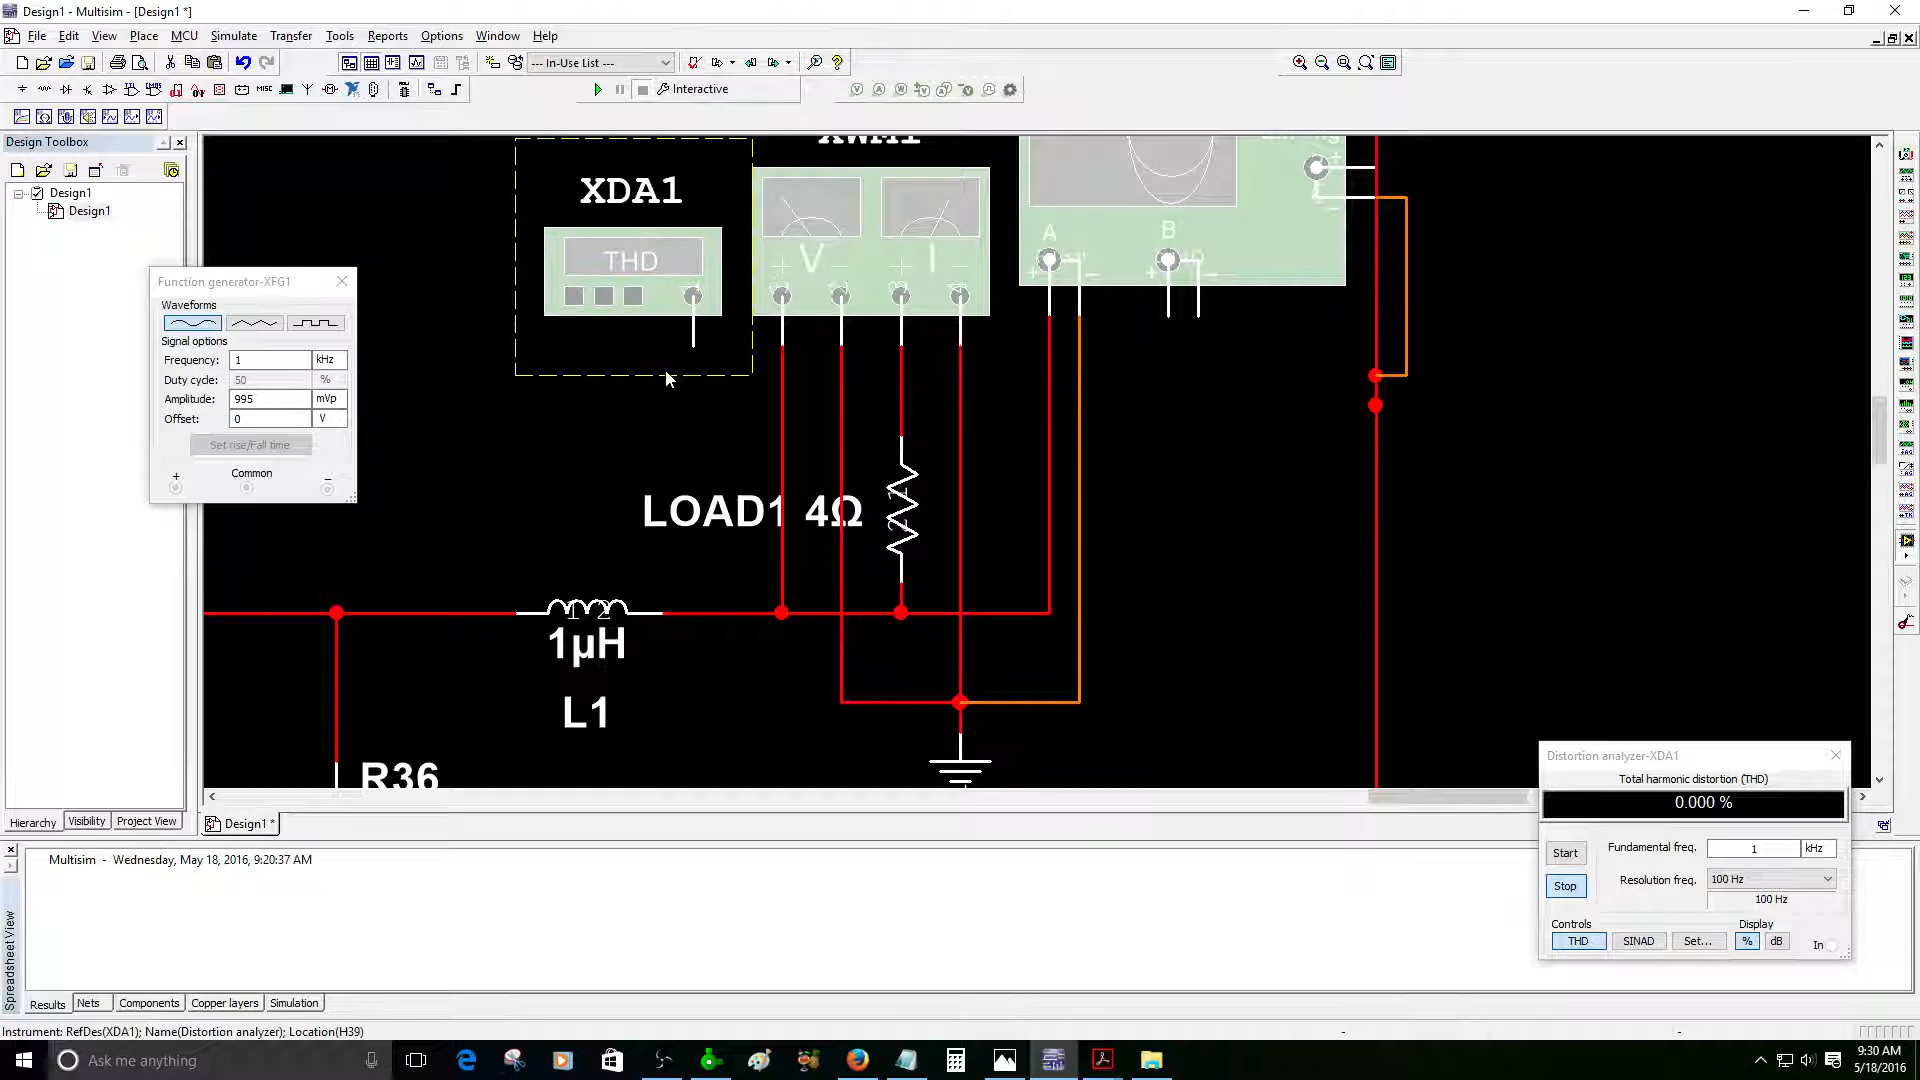 Design1 - Multisim - [Design1 *]
File Edit View Place MCU Simulate Transfer Tools Reports Options Window Help
--- In-Use List ---
Interactive
Design Toolbox
Design1
Design1
Hierarchy Visibility Project View
Function generator-XFG1
Waveforms
Signal options
Frequency: 1 kHz
Duty cycle: 50 %
Amplitude: 995 mVp
Offset: 0 V
Set rise/Fall time
+ Common -
XDA1
THD
XWM1
+ V - + I -
A
B
LOAD1 4Ω
1
2
1 2
1µH
L1
R36
Distortion analyzer-XDA1
Total harmonic distortion (THD)
0.000 %
Start
Stop
Fundamental freq. 1 kHz
Resolution freq. 100 Hz
100 Hz
Controls
Display
THD SINAD Set... % dB In
Design1 *
Multisim - Wednesday, May 18, 2016, 9:20:37 AM
Spreadsheet View
Results Nets Components Copper layers Simulation
Instrument: RefDes(XDA1); Name(Distortion analyzer); Location(H39)
Ask me anything
9:30 AM
5/18/2016